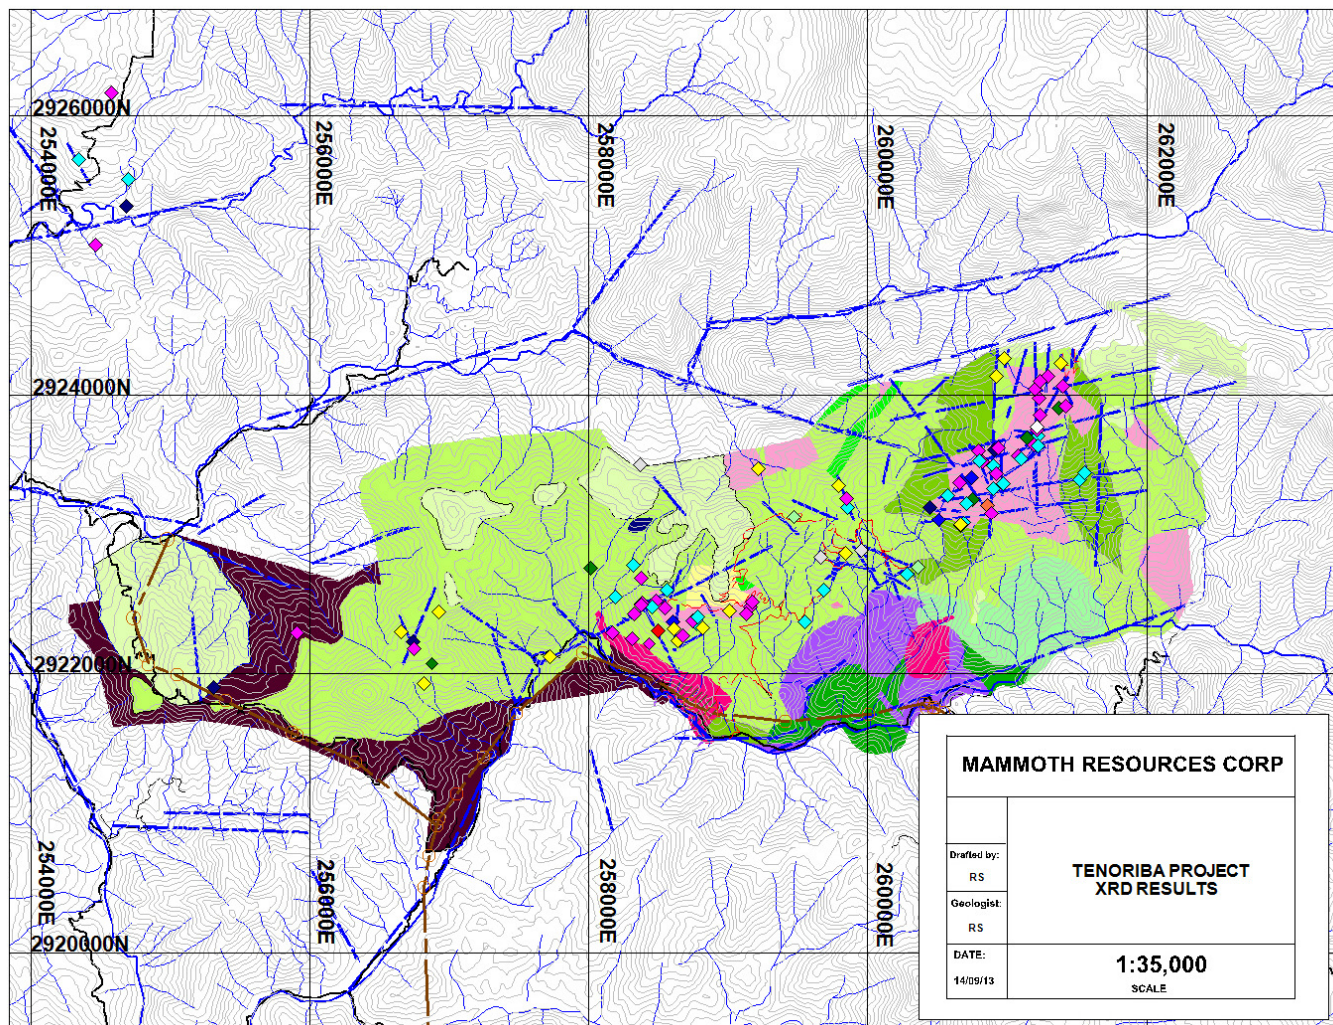 2926000N
254000E
256000E
258000E
260000E
262000E
2924000N
2922000N
254000E
256000E
258000E
260000E
2920000N
MAMMOTH RESOURCES CORP
Drafted by:
RS
Geologist:
RS
DATE:
14/09/13
TENORIBA PROJECT
XRD RESULTS
1:35,000
SCALE